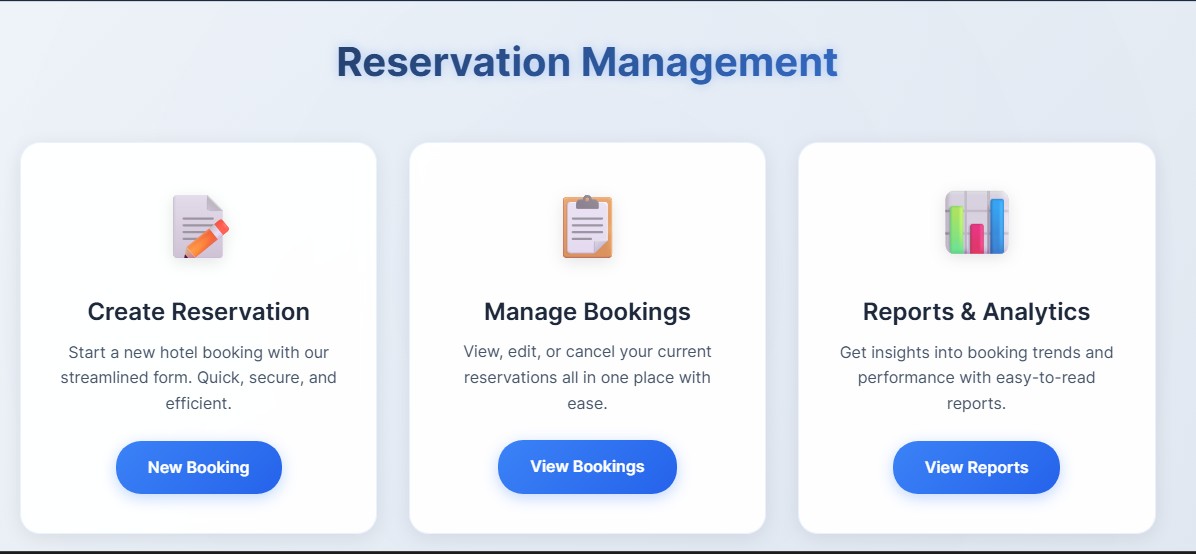 Reservation Management
Create Reservation
Start a new hotel booking with our
streamlined form. Quick, secure, and
efficient.
New Booking
Manage Bookings
View, edit, or cancel your current
reservations all in one place with
ease.
View Bookings
Reports & Analytics
Get insights into booking trends and
performance with easy-to-read
reports.
View Reports